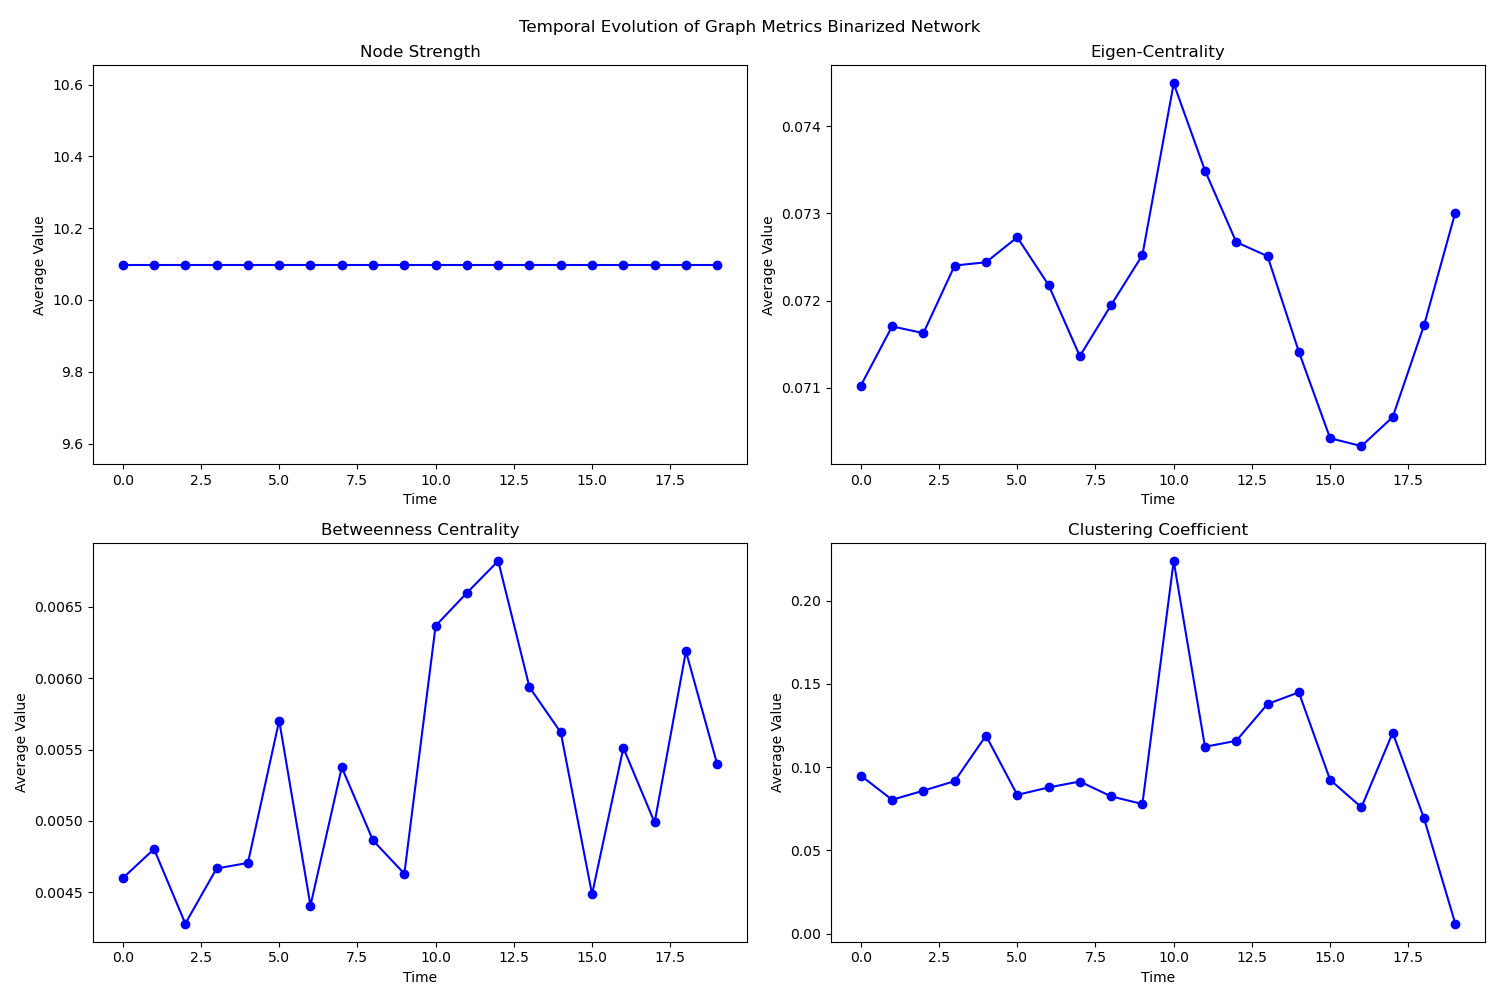 Temporal Evolution of Graph Metrics Binarized Network
Node Strength
10.6
10.4
10.2
10.0
9.8
9.6
Average Value
0.0 2.5 5.0 7.5 10.0 12.5 15.0 17.5
Time
Eigen-Centrality
0.074
0.073
0.072
0.071
Average Value
0.0 2.5 5.0 7.5 10.0 12.5 15.0 17.5
Time
Betweenness Centrality
0.0065
0.0060
0.0055
0.0050
0.0045
Average Value
0.0 2.5 5.0 7.5 10.0 12.5 15.0 17.5
Time
Clustering Coefficient
0.20
0.15
0.10
0.05
0.00
Average Value
0.0 2.5 5.0 7.5 10.0 12.5 15.0 17.5
Time